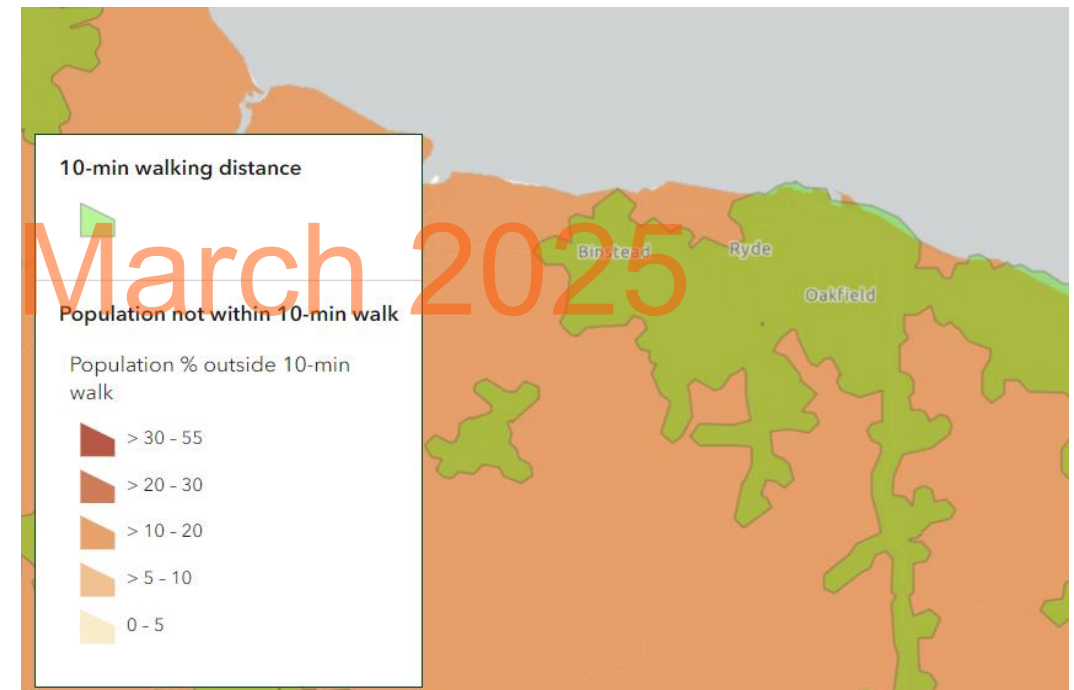 10-min walking distance
March 2025
Population not within 10-min walk
Population % outside 10-min
walk
> 30 - 55
> 20 - 30
> 10 - 20
> 5 - 10
0 - 5
Binstead
Ryde
Oakfield